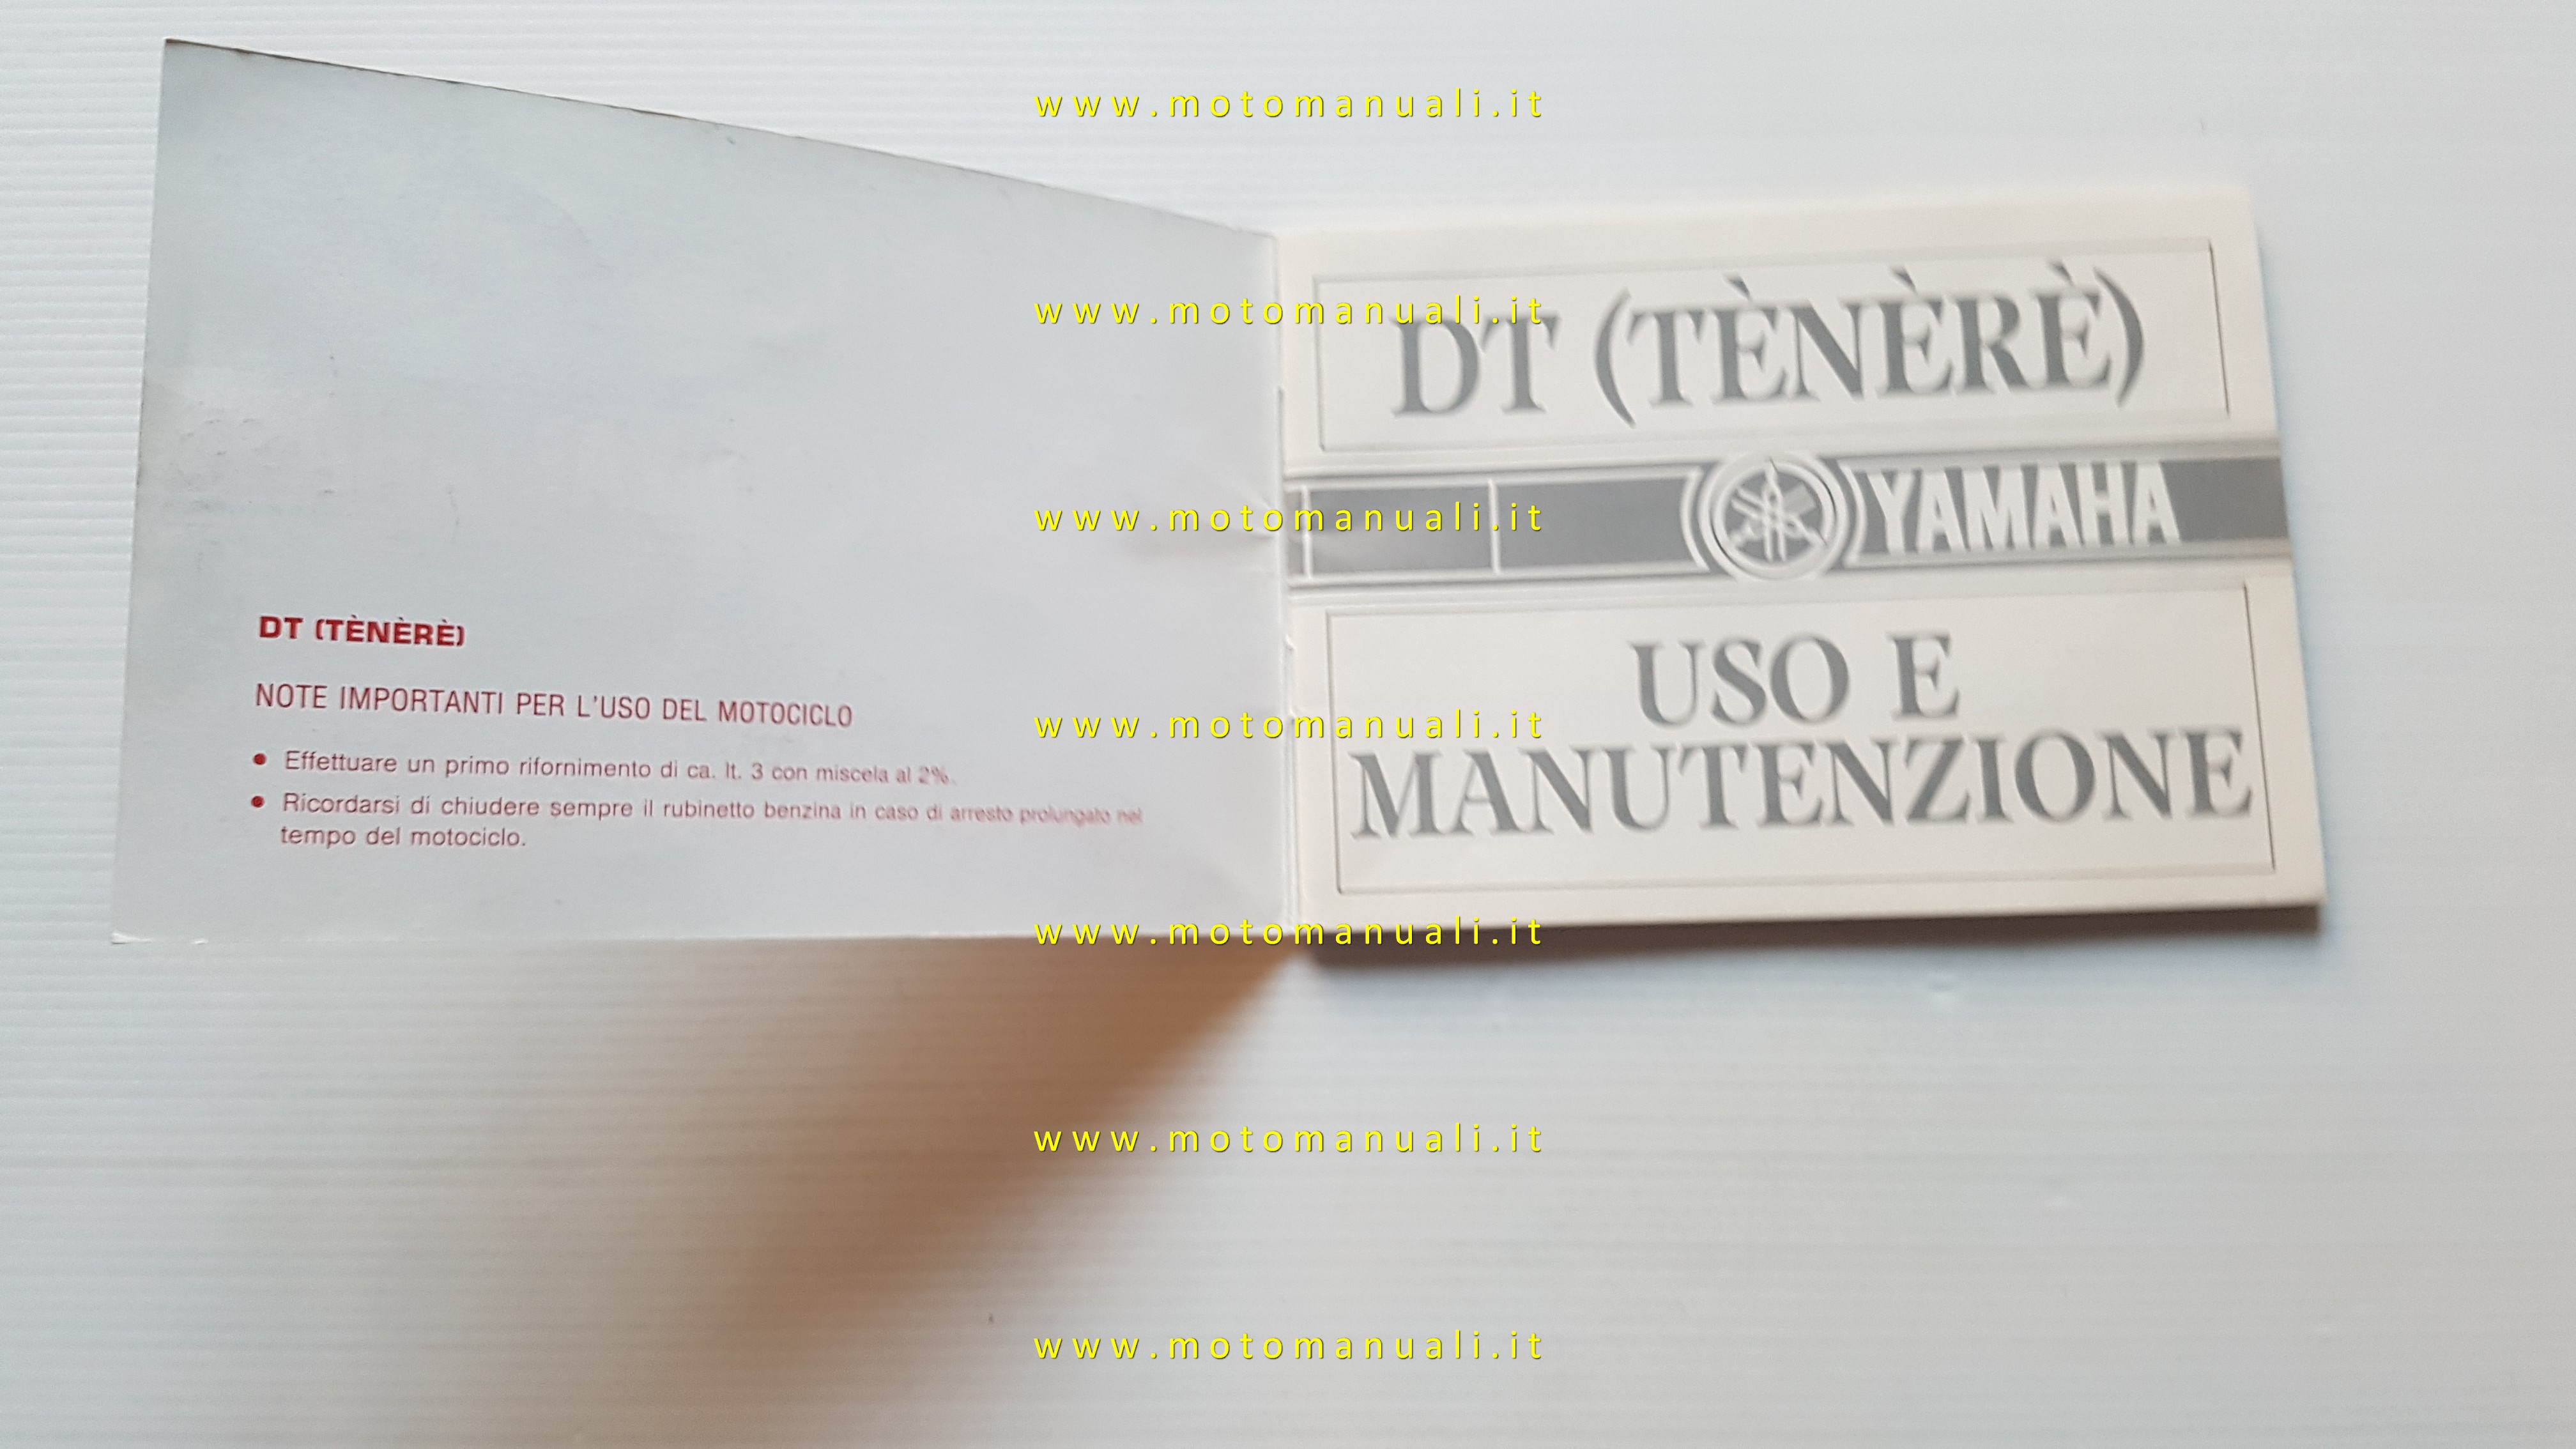 www.motomanuali.it
www.motomanuali.it
www.motomanuali.it
www.motomanuali.it
www.motomanuali.it
www.motomanuali.it
www.motomanuali.it
DT (TÈNÈRÈ)
NOTE IMPORTANTI PER L'USO DEL MOTOCICLO
● Effettuare un primo rifornimento di ca. lt. 3 con miscela al 2%.
● Ricordarsi di chiudere sempre il rubinetto benzina in caso di arresto prolungato nel
tempo del motociclo.
DT (TÈNÈRÈ)
YAMAHA
USO E
MANUTENZIONE